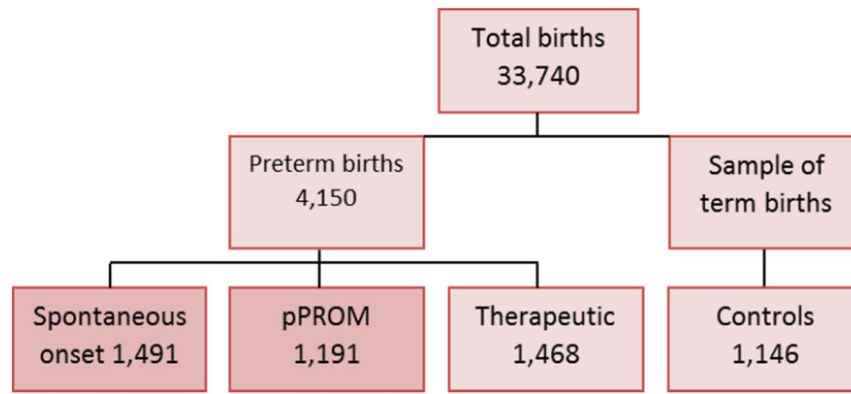 Total births
33,740
Preterm births
4,150
Sample of
term births
Spontaneous
onset 1,491
pPROM
1,191
Therapeutic
1,468
Controls
1,146